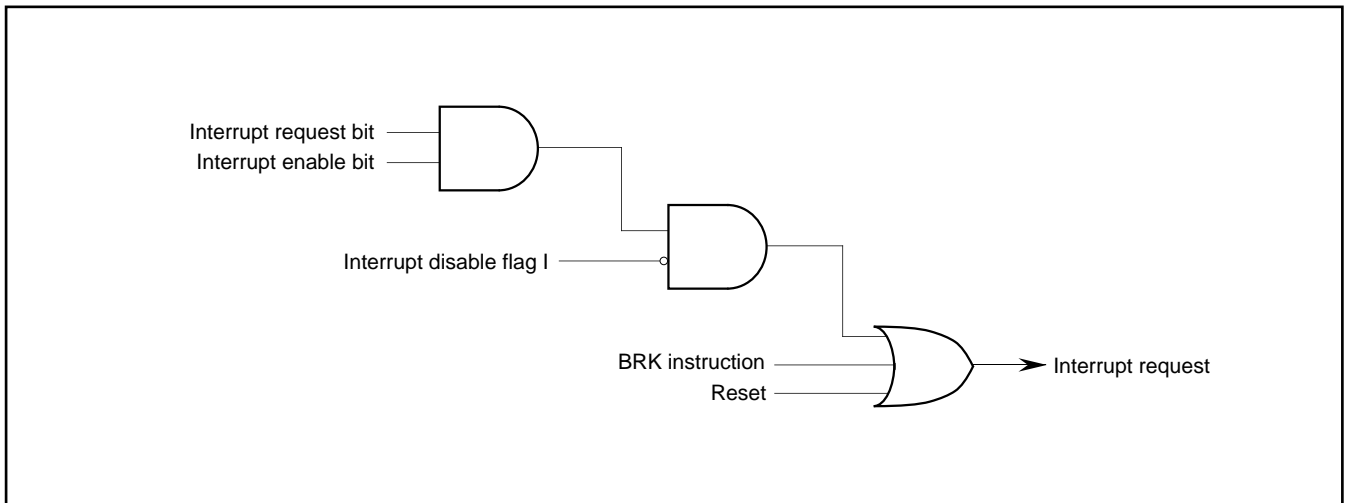 Interrupt request bit
Interrupt enable bit
Interrupt disable flag I
BRK instruction
Reset
Interrupt request